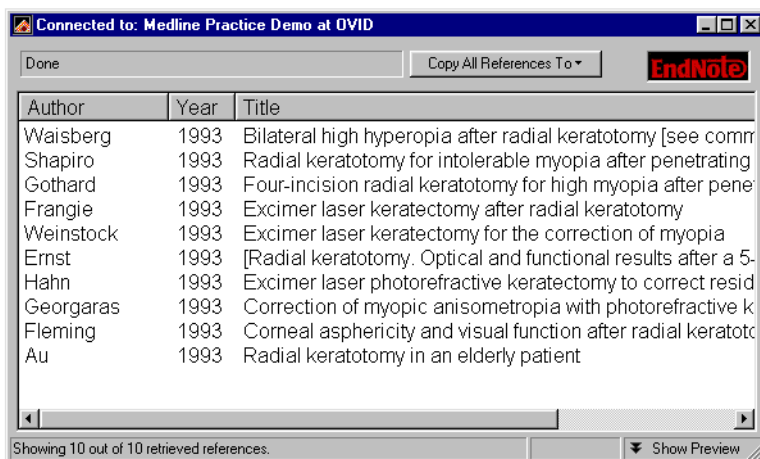 Connected to: Medline Practice Demo at OVID
Done Copy All References To EndNote
Author Year Title
Waisberg 1993 Bilateral high hyperopia after radial keratotomy [see comm
Shapiro 1993 Radial keratotomy for intolerable myopia after penetrating
Gothard 1993 Four-incision radial keratotomy for high myopia after pene
Frangie 1993 Excimer laser keratectomy after radial keratotomy
Weinstock 1993 Excimer laser keratectomy for the correction of myopia
Ernst 1993 [Radial keratotomy. Optical and functional results after a 5-
Hahn 1993 Excimer laser photorefractive keratectomy to correct resid
Georgaras 1993 Correction of myopic anisometropia with photorefractive k
Fleming 1993 Corneal asphericity and visual function after radial keratoto
Au 1993 Radial keratotomy in an elderly patient
Showing 10 out of 10 retrieved references. Show Preview